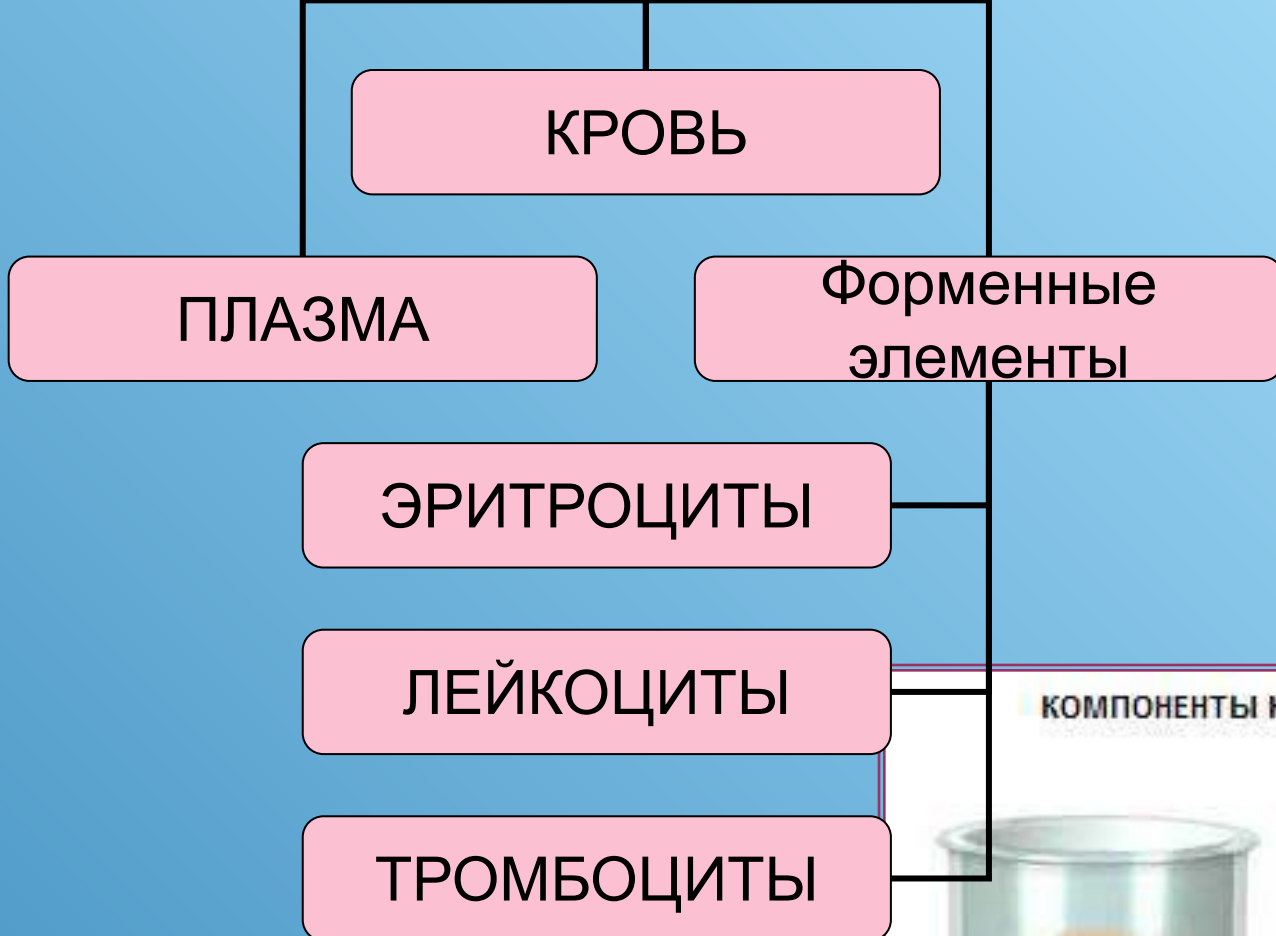 КРОВЬ
ПЛАЗМА
Форменные
элементы
ЭРИТРОЦИТЫ
ЛЕЙКОЦИТЫ
КОМПОНЕНТЫ
ТРОМБОЦИТЫ